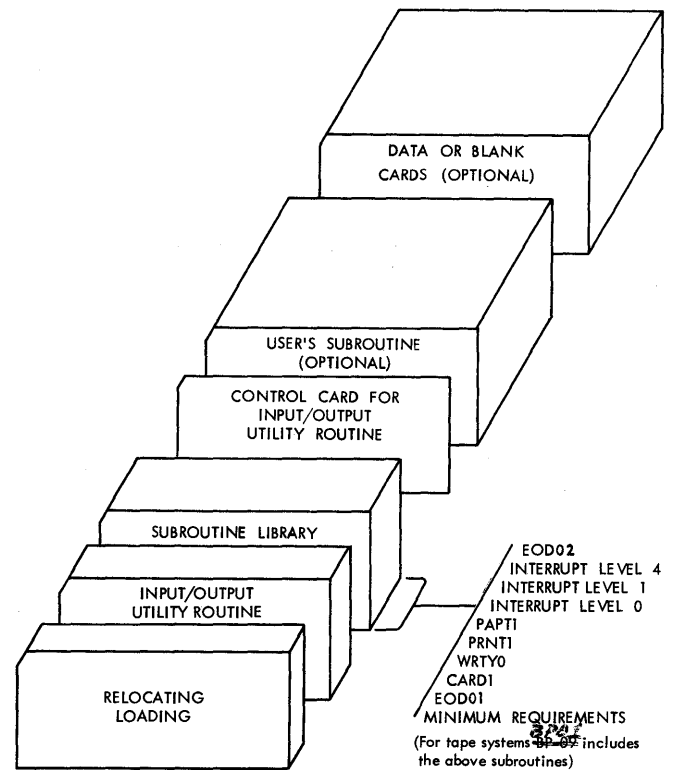 DATA OR BLANK
CARDS (OPTIONAL)
USER'S SUBROUTINE
(OPTIONAL)
CONTROL CARD FOR
INPUT/OUTPUT
UTILITY ROUTINE
SUBROUTINE LIBRARY
INPUT/OUTPUT
UTILITY ROUTINE
RELOCATING
LOADING
EOD02
INTERRUPT LEVEL 4
INTERRUPT LEVEL 1
INTERRUPT LEVEL 0
PAPT1
PRNT1
WRTY0
CARD1
EOD01
MINIMUM REQUIREMENTS
(For tape systems BP-09 includes
the above subroutines)